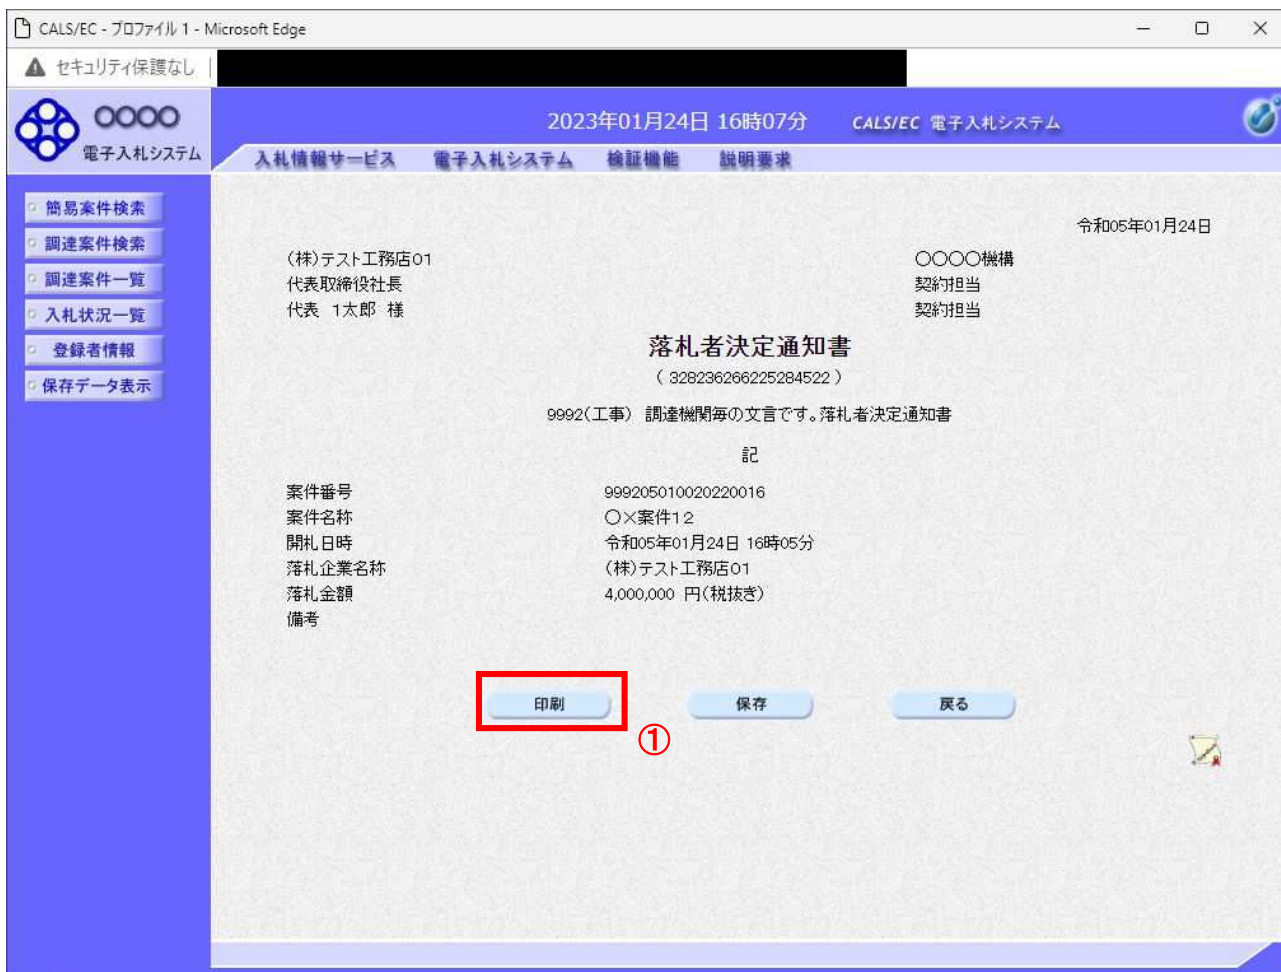 CALS/EC - プロファイル 1 - Microsoft Edge
セキュリティ保護なし
〇〇〇〇
電子入札システム
2023年01月24日 16時07分
CALS/EC 電子入札システム
入札情報サービス 電子入札システム 検証機能 説明要求
簡易案件検索
調達案件検索
調達案件一覧
入札状況一覧
登録者情報
保存データ表示
令和05年01月24日
(株)テスト工務店01
代表取締役社長
代表 1太郎 様
〇〇〇〇機構
契約担当
契約担当
落札者決定通知書
( 328236266225284522 )
9992(工事) 調達機関毎の文言です。落札者決定通知書
記
案件番号 999205010020220016
案件名称 〇×案件12
開札日時 令和05年01月24日 16時05分
落札企業名称 (株)テスト工務店01
落札金額 4,000,000 円(税抜き)
備考
印刷 保存 戻る
①